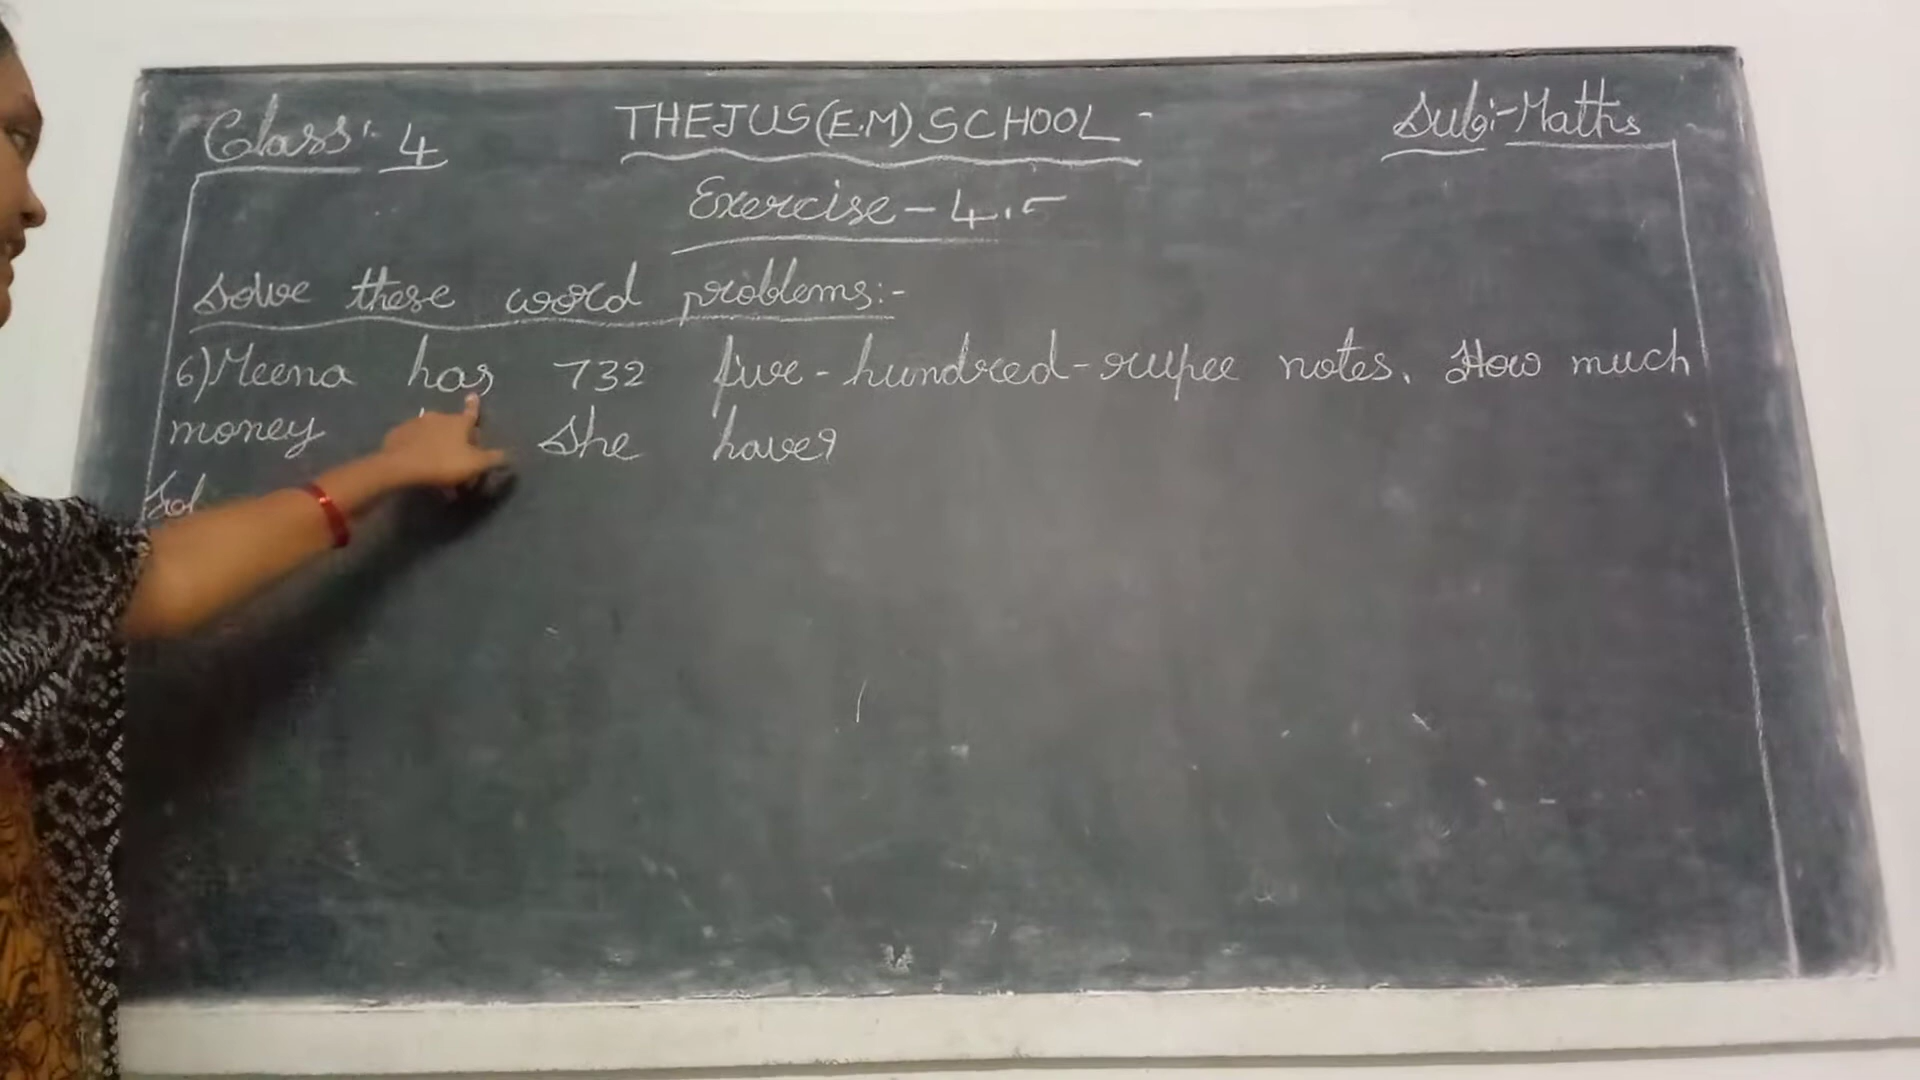 Class: 4 THEJUS(E.M) SCHOOL Sub:-Maths
Exercise - 4.5
Solve these word problems:-
6) Meena has 732 five-hundred-rupee notes. How much
money she have?
Sol